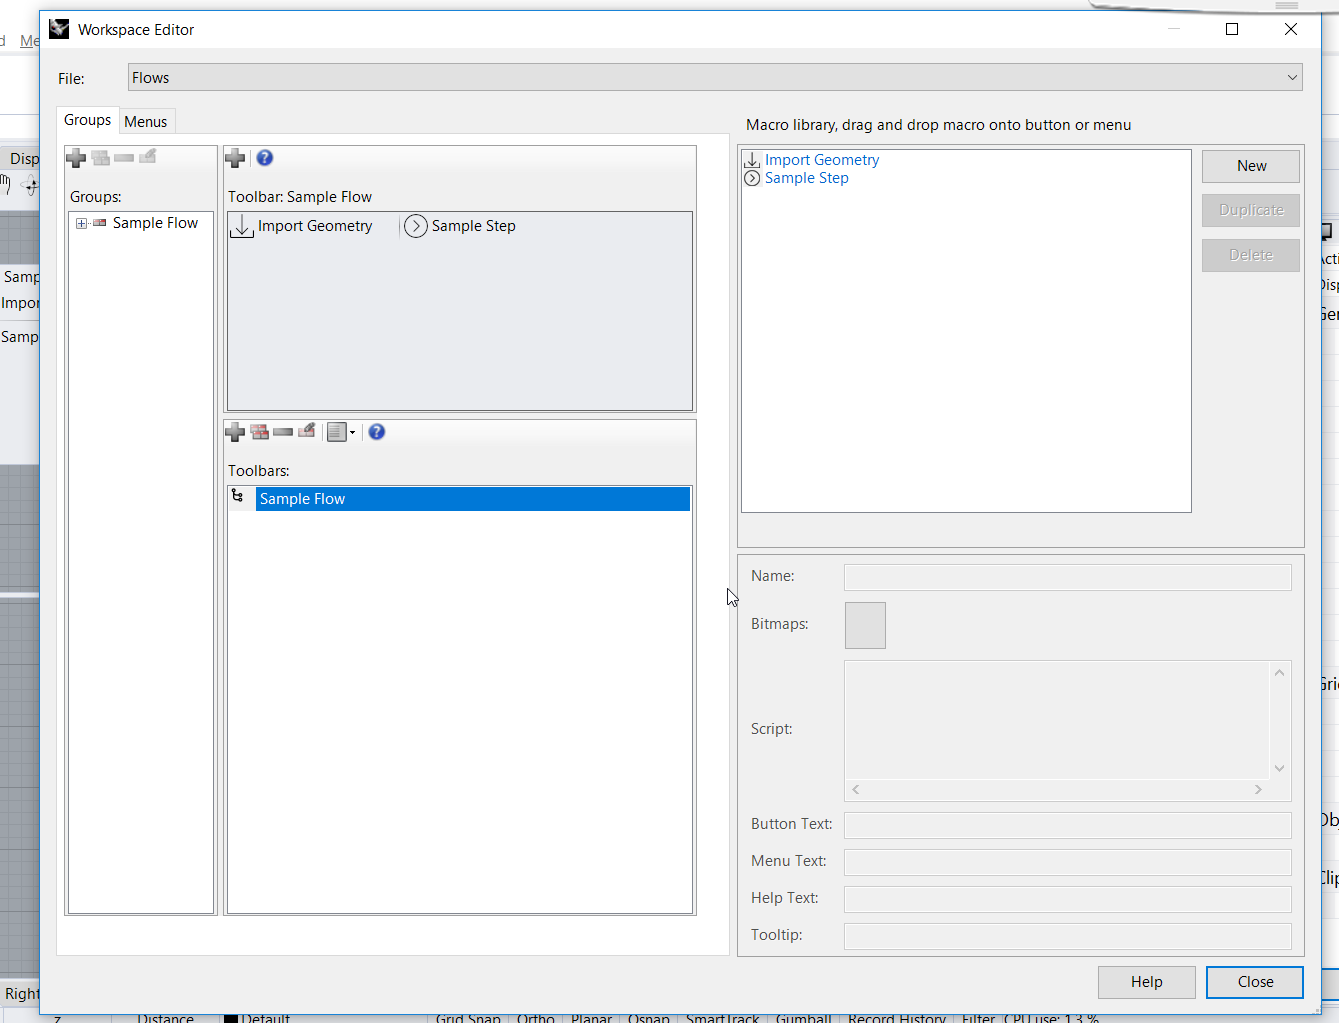 Workspace Editor
File:
Flows
Groups
Menus
Macro library, drag and drop macro onto button or menu
Groups:
Sample Flow
Toolbar: Sample Flow
Import Geometry
Sample Step
Import Geometry
Sample Step
New
Duplicate
Delete
Toolbars:
Sample Flow
Name:
Bitmaps:
Script:
Button Text:
Menu Text:
Help Text:
Tooltip:
Help
Close
Disp
Samp
Impor
Samp
Right
z
Distance
Default
Grid Snap
Ortho
Planar
Osnap
SmartTrack
Gumball
Record History
Filter
CPU use: 1.3 %